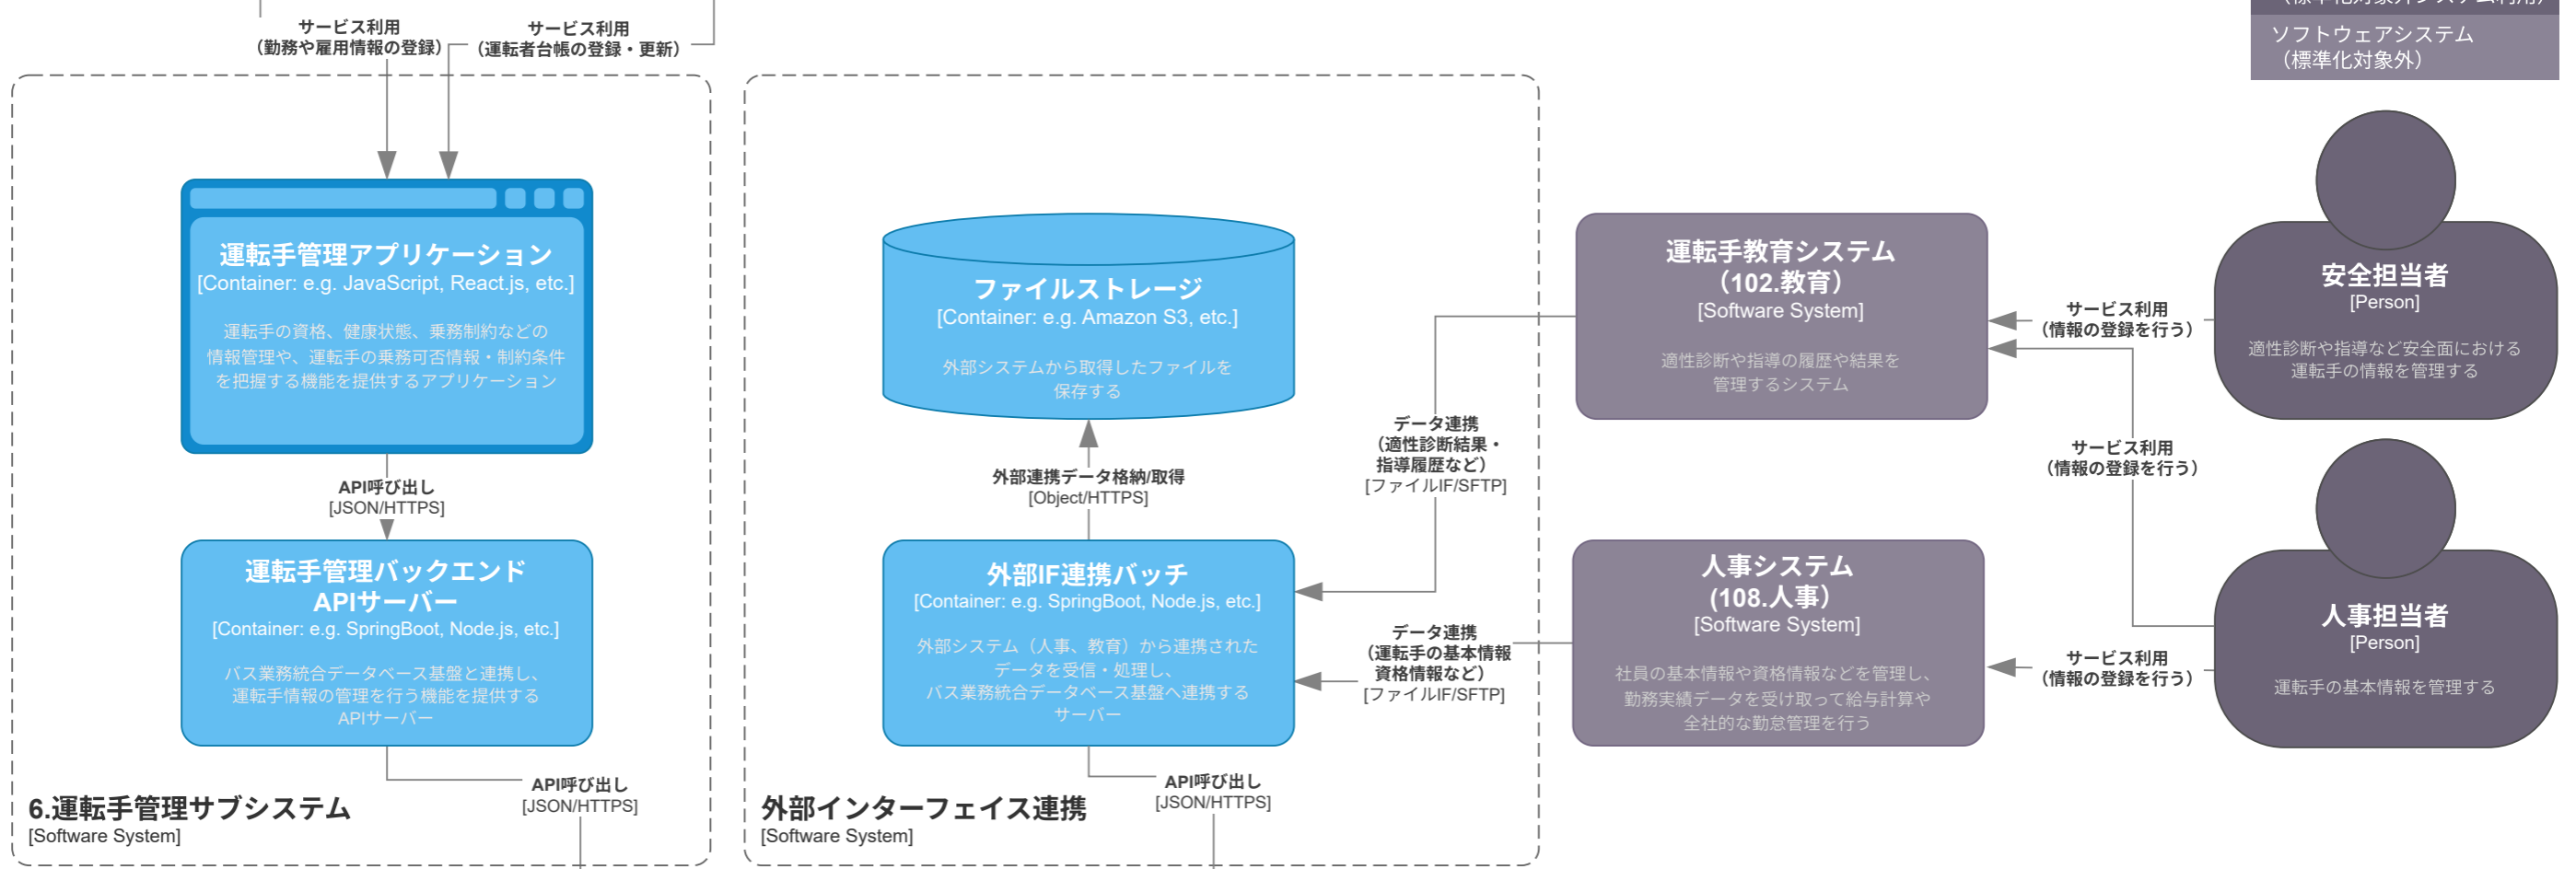 サービス利用
（勤務や雇用情報の登録）
サービス利用
（運転者台帳の登録・更新）
（標準化対象外システム利用）
ソフトウェアシステム
（標準化対象外）
運転手管理アプリケーション
[Container: e.g. JavaScript, React.js, etc.]
運転手の資格、健康状態、乗務制約などの
情報管理や、運転手の乗務可否情報・制約条件
を把握する機能を提供するアプリケーション
API呼び出し
[JSON/HTTPS]
運転手管理バックエンド
APIサーバー
[Container: e.g. SpringBoot, Node.js, etc.]
バス業務統合データベース基盤と連携し、
運転手情報の管理を行う機能を提供する
APIサーバー
API呼び出し
[JSON/HTTPS]
6.運転手管理サブシステム
[Software System]
ファイルストレージ
[Container: e.g. Amazon S3, etc.]
外部システムから取得したファイルを
保存する
外部連携データ格納/取得
[Object/HTTPS]
外部IF連携バッチ
[Container: e.g. SpringBoot, Node.js, etc.]
外部システム（人事、教育）から連携された
データを受信・処理し、
バス業務統合データベース基盤へ連携する
サーバー
API呼び出し
[JSON/HTTPS]
外部インターフェイス連携
[Software System]
データ連携
（適性診断結果・
指導履歴など）
[ファイルIF/SFTP]
データ連携
（運転手の基本情報
資格情報など）
[ファイルIF/SFTP]
運転手教育システム
（102.教育）
[Software System]
適性診断や指導の履歴や結果を
管理するシステム
人事システム
(108.人事）
[Software System]
社員の基本情報や資格情報などを管理し、
勤務実績データを受け取って給与計算や
全社的な勤怠管理を行う
サービス利用
（情報の登録を行う）
サービス利用
（情報の登録を行う）
サービス利用
（情報の登録を行う）
安全担当者
[Person]
適性診断や指導など安全面における
運転手の情報を管理する
人事担当者
[Person]
運転手の基本情報を管理する